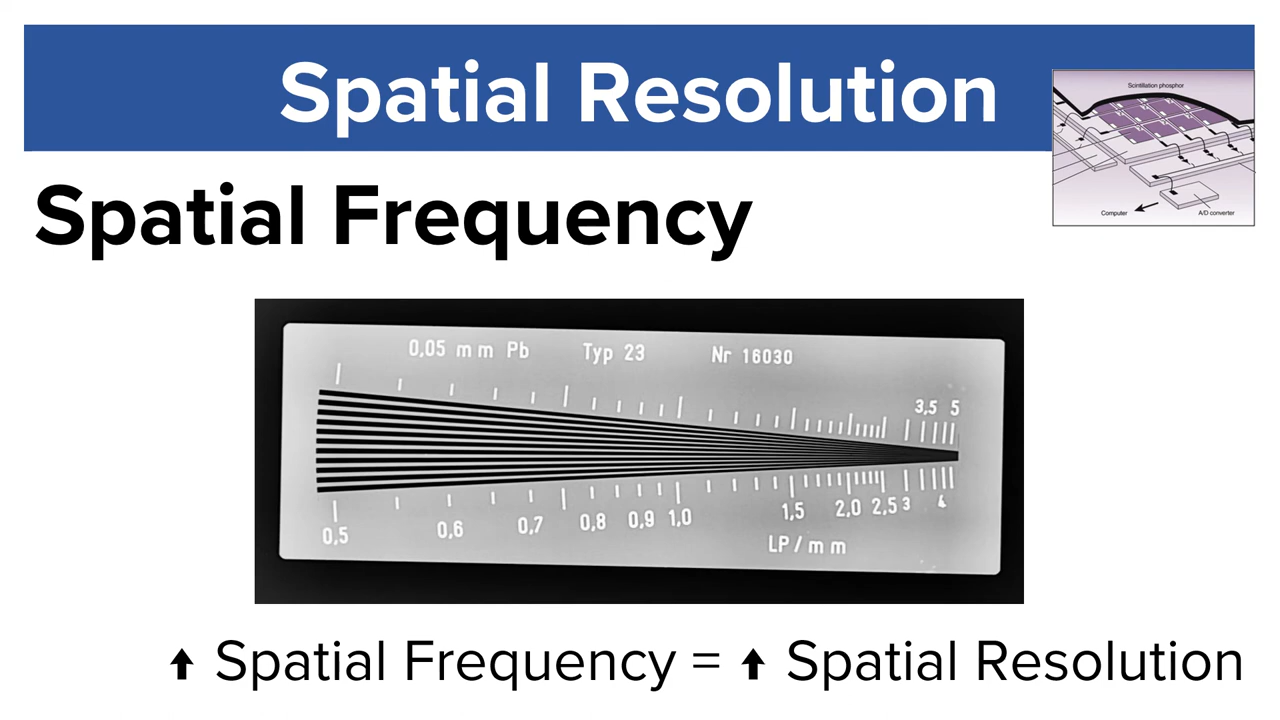 Spatial Resolution
Scintillation phosphor
Computer
A/D converter
Spatial Frequency
0,05 mm Pb Typ 23 Nr 16030
3,5 5
0,5 0,6 0,7 0,8 0,9 1,0 1,5 2,0 2,5 3 4
LP/mm
⬆ Spatial Frequency = ⬆ Spatial Resolution